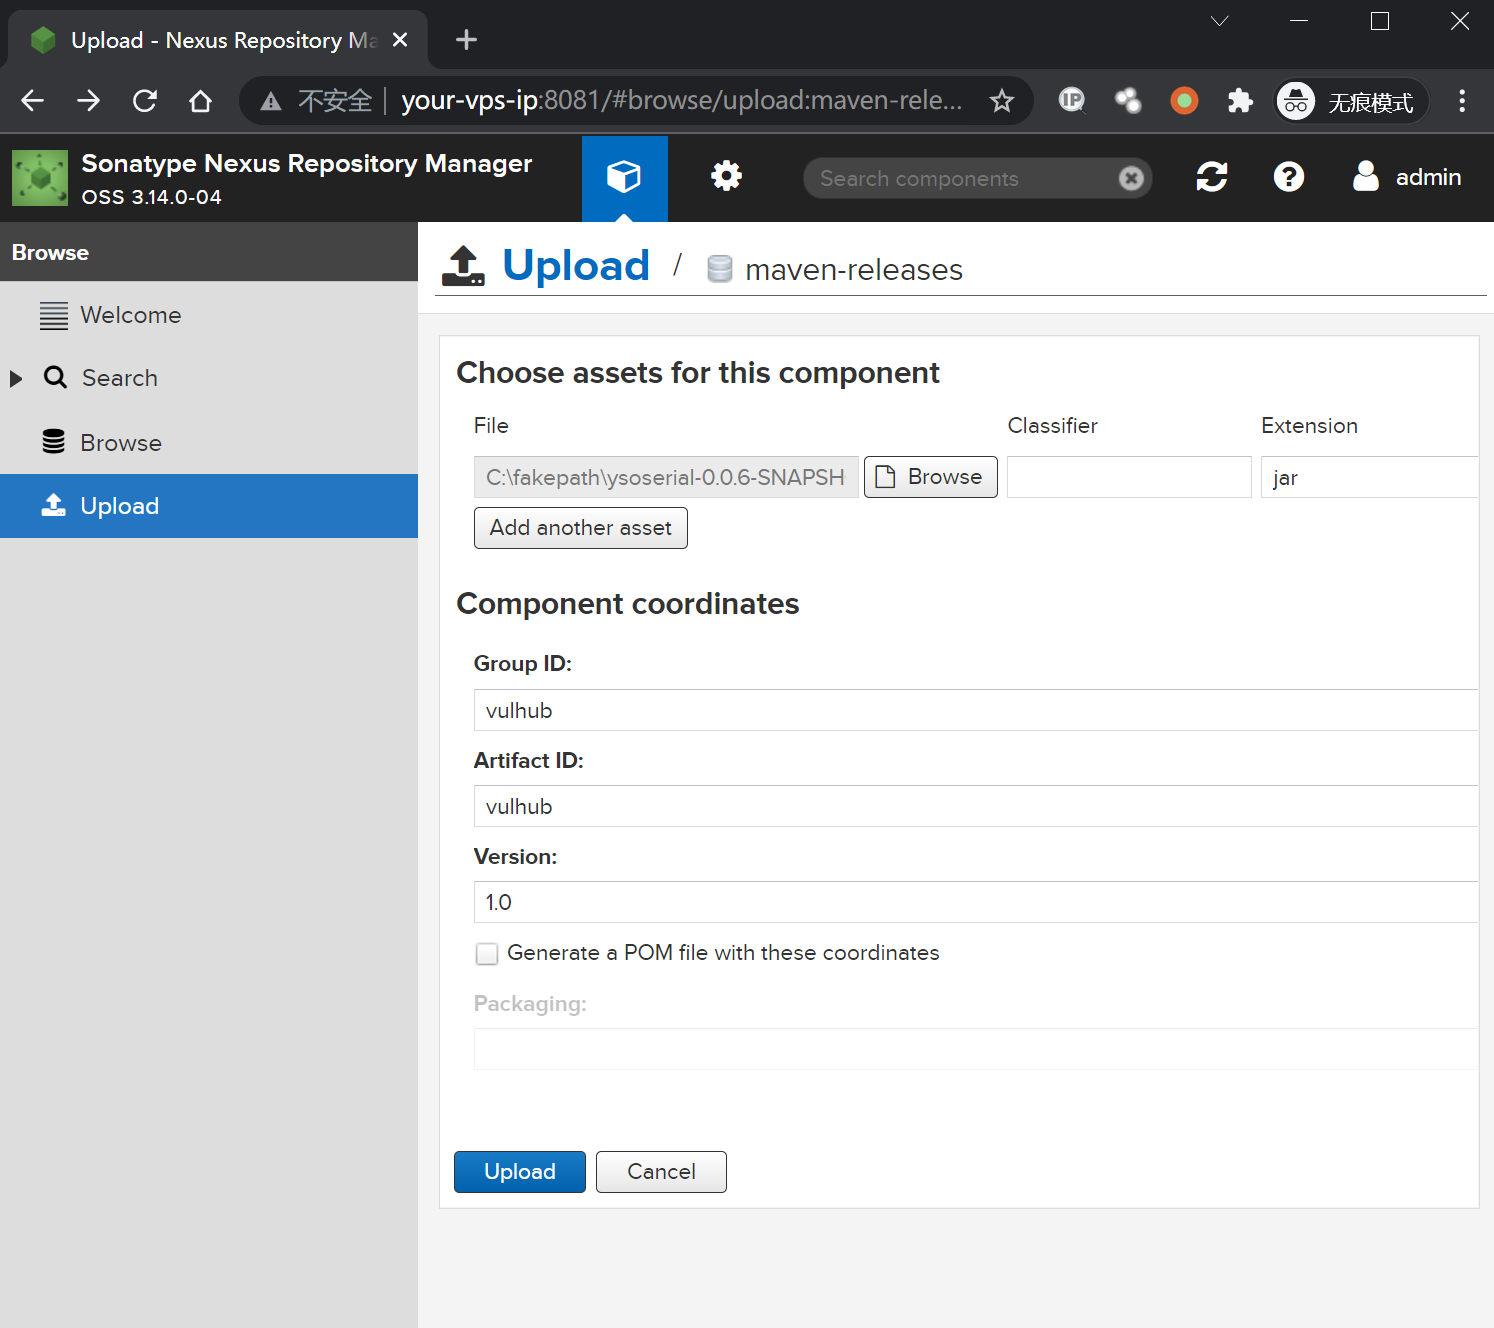 Upload - Nexus Repository Ma
不安全 your-vps-ip:8081/#browse/upload:maven-rele...
IP
无痕模式
Sonatype Nexus Repository Manager
OSS 3.14.0-04
Search components
admin
Browse
Welcome
Search
Browse
Upload
Upload / maven-releases
Choose assets for this component
File Classifier Extension
C:\fakepath\ysoserial-0.0.6-SNAPSH Browse jar
Add another asset
Component coordinates
Group ID:
vulhub
Artifact ID:
vulhub
Version:
1.0
Generate a POM file with these coordinates
Packaging:
Upload Cancel